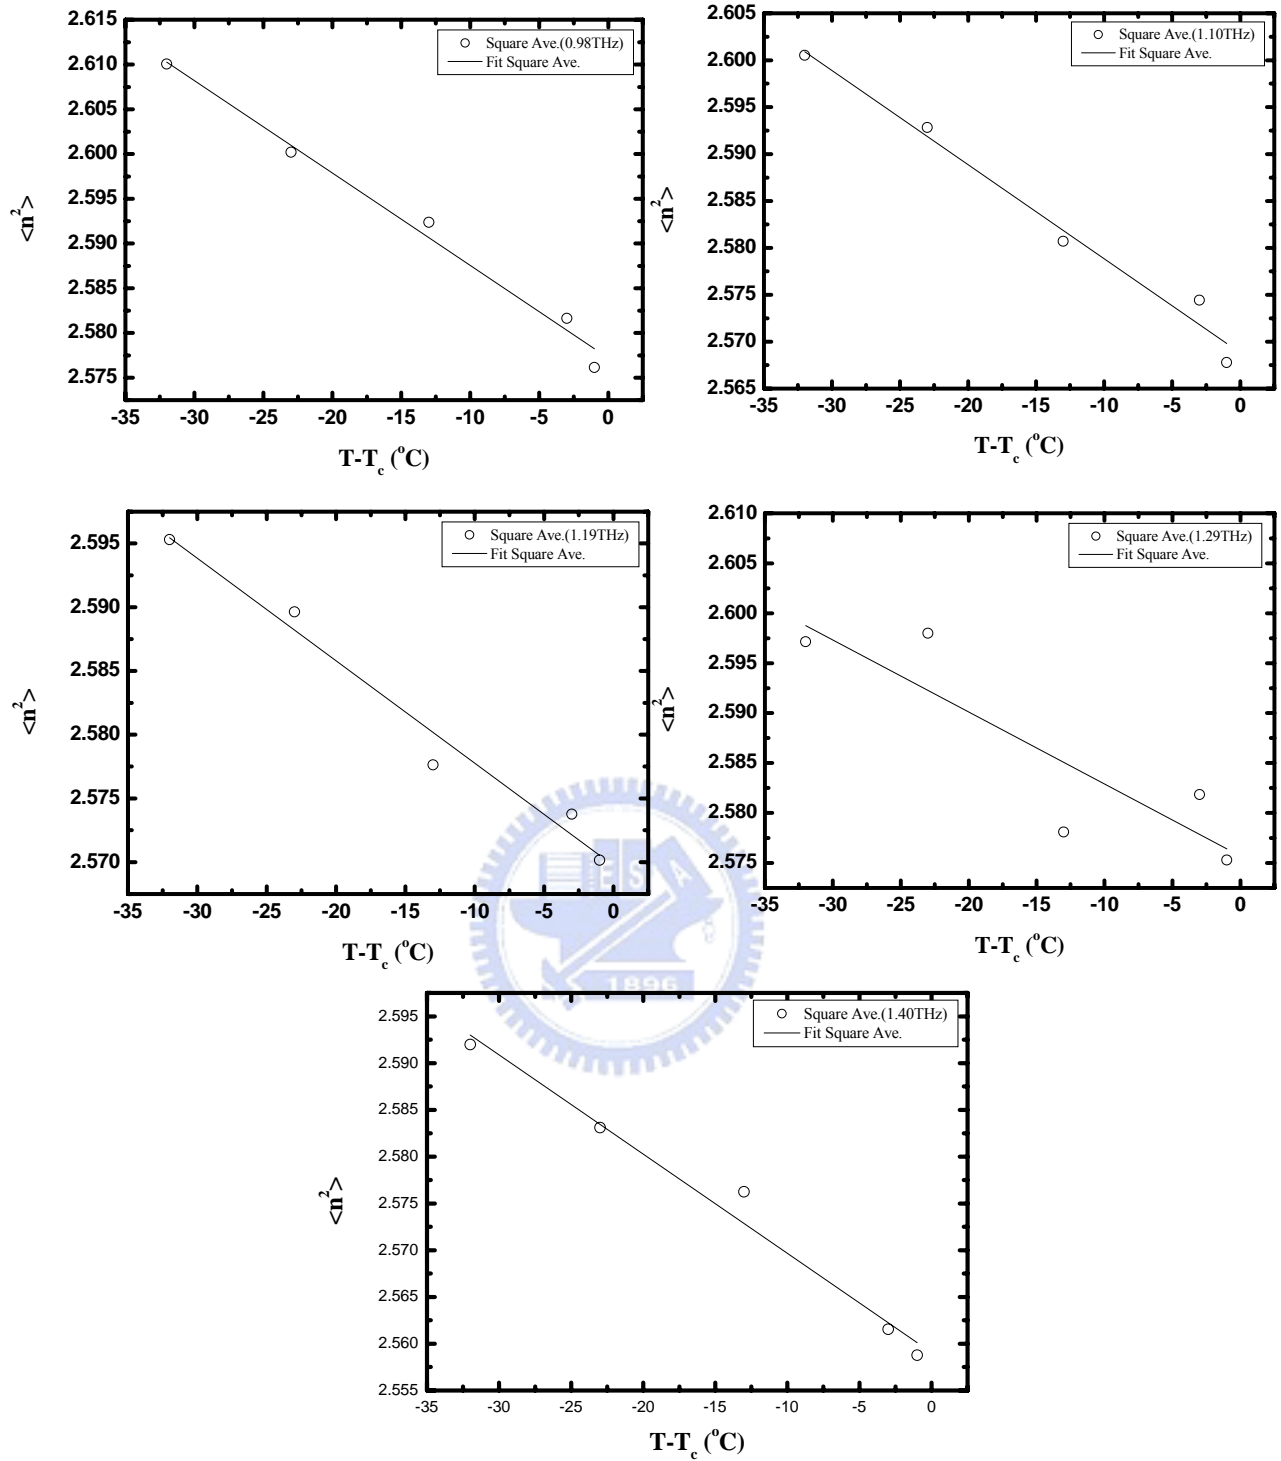 2.610
2.605
2.600
2.595
2.590
2.585
2.580
2.575
-35 -30 -25 -20 -15 -10 -5 0
<n²>
T-Tc (°C)
Square Ave.(0.98THz)
Fit Square Ave.
2.605
2.600
2.595
2.590
2.585
2.580
2.575
2.570
2.565
-35 -30 -25 -20 -15 -10 -5 0
<n²>
T-Tc (°C)
Square Ave.(1.10THz)
Fit Square Ave.
2.595
2.590
2.585
2.580
2.575
2.570
-35 -30 -25 -20 -15 -10 -5 0
<n²>
T-Tc (°C)
Square Ave.(1.19THz)
Fit Square Ave.
2.610
2.605
2.600
2.595
2.590
2.585
2.580
2.575
-35 -30 -25 -20 -15 -10 -5 0
<n²>
T-Tc (°C)
Square Ave.(1.29THz)
Fit Square Ave.
2.595
2.590
2.585
2.580
2.575
2.570
2.565
2.560
2.555
-35 -30 -25 -20 -15 -10 -5 0
<n²>
T-Tc (°C)
Square Ave.(1.40THz)
Fit Square Ave.
1896